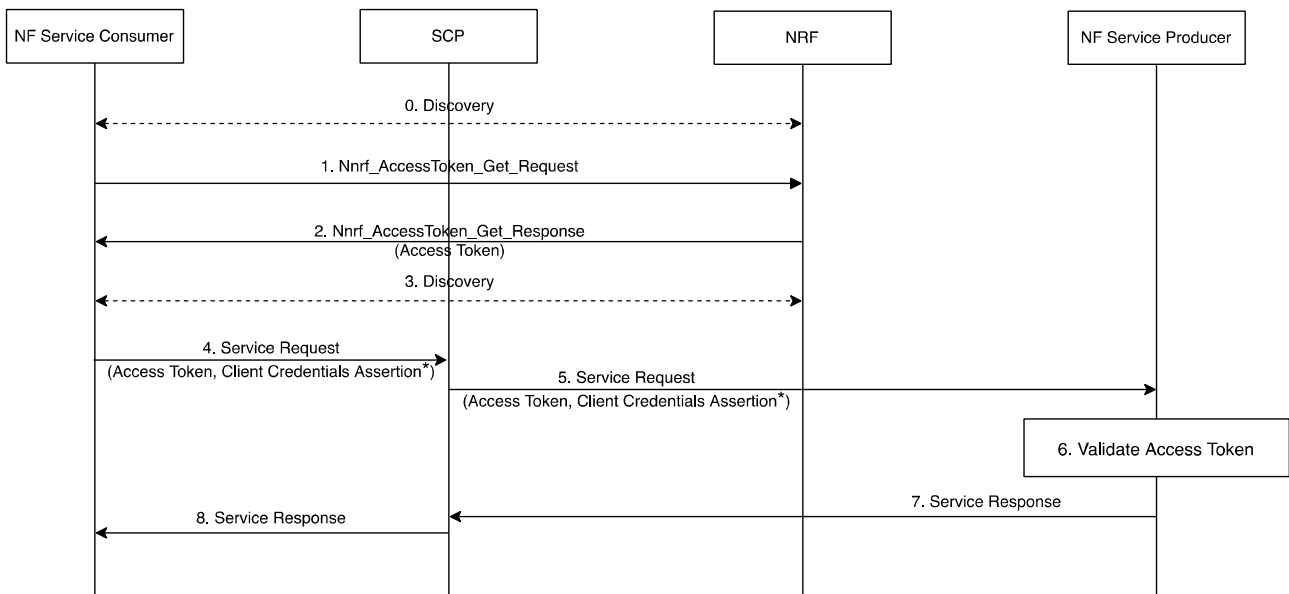 NF Service Consumer
SCP
NRF
NF Service Producer
0. Discovery
1. Nnrf_AccessToken_Get_Request
2. Nnrf_AccessToken_Get_Response
(Access Token)
3. Discovery
4. Service Request
(Access Token, Client Credentials Assertion*)
5. Service Request
(Access Token, Client Credentials Assertion*)
6. Validate Access Token
7. Service Response
8. Service Response